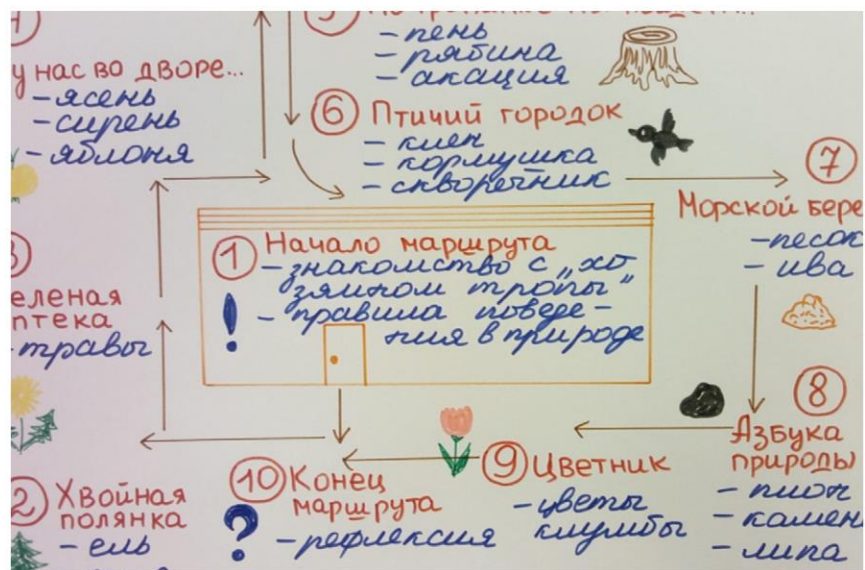 у нас во дворе...
- ясень
- сирень
- яблоня
- пень
- рябина
- акация
6 Птичий городок
- клен
- кормушка
- скворечник
7
Морской бере
- песок
- ива
1 Начало маршрута
- знакомство с „хо
зяином тропы“
! - правила поведе-
ния в природе
еленая
птека
- травы
8
Азбука
природы
- пион
- камен
- липа
2 Хвойная
полянка
- ель
10 Конец
маршрута
? - рефлексия
9 Цветник
- цветы
клумбы